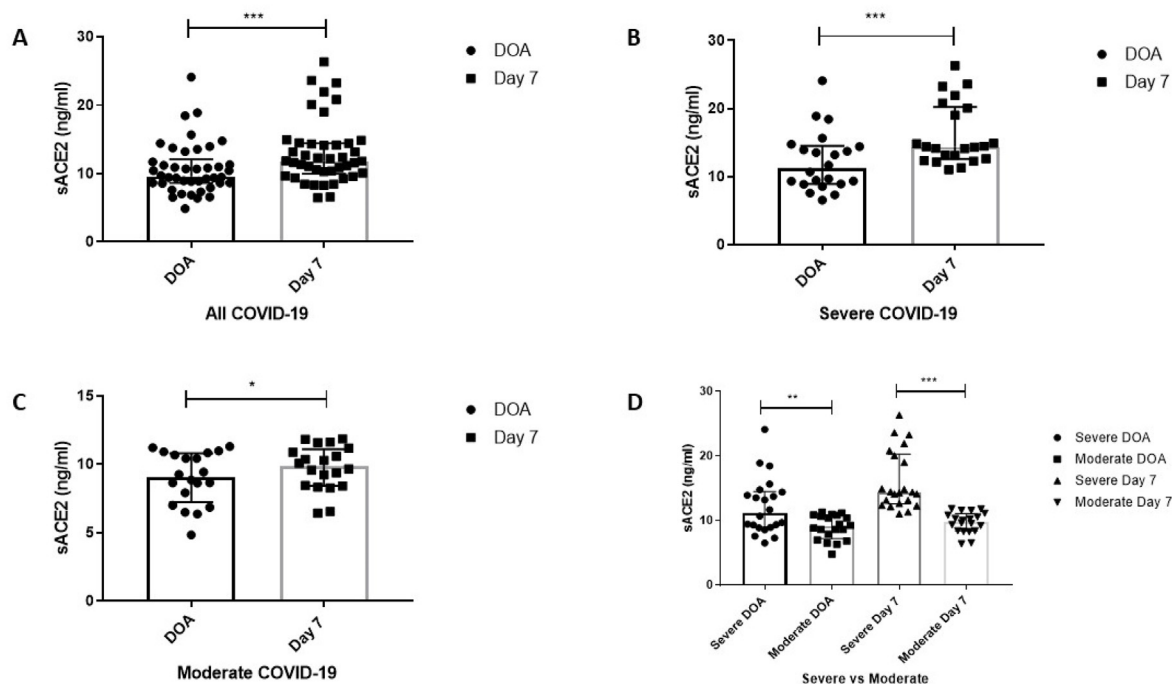 A
***
30
20
10
0
sACE2 (ng/ml)
DOA
Day 7
DOA
Day 7
All COVID-19
B
***
30
20
10
0
sACE2 (ng/ml)
DOA
Day 7
DOA
Day 7
Severe COVID-19
C
*
15
10
5
0
sACE2 (ng/ml)
DOA
Day 7
DOA
Day 7
Moderate COVID-19
D
**
***
30
20
10
0
sACE2 (ng/ml)
Severe DOA
Moderate DOA
Severe Day 7
Moderate Day 7
Severe DOA
Moderate DOA
Severe Day 7
Moderate Day 7
Severe vs Moderate